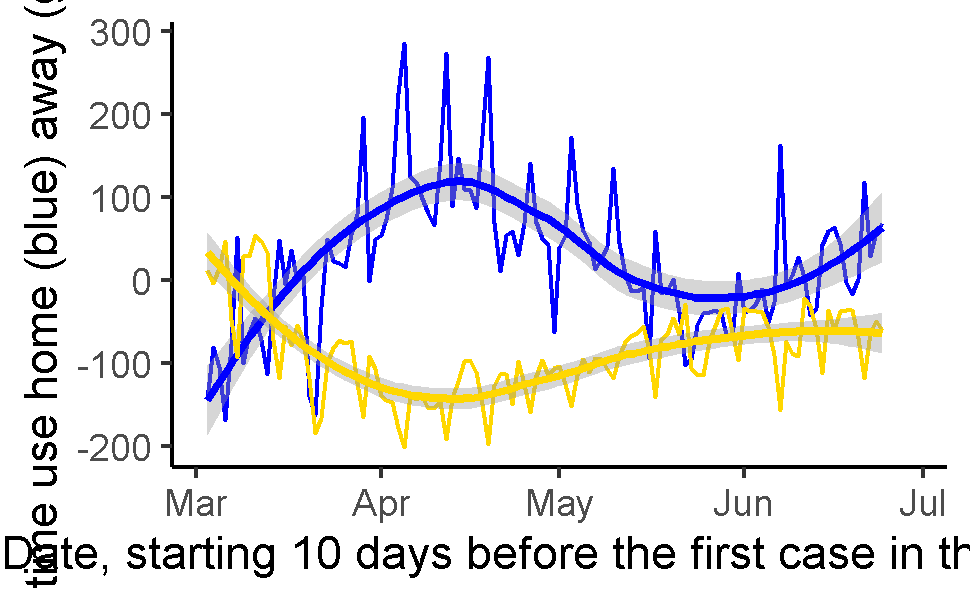 time use home (blue) away (
300
200
100
0
-100
-200
Mar Apr May Jun Jul
Date, starting 10 days before the first case in th